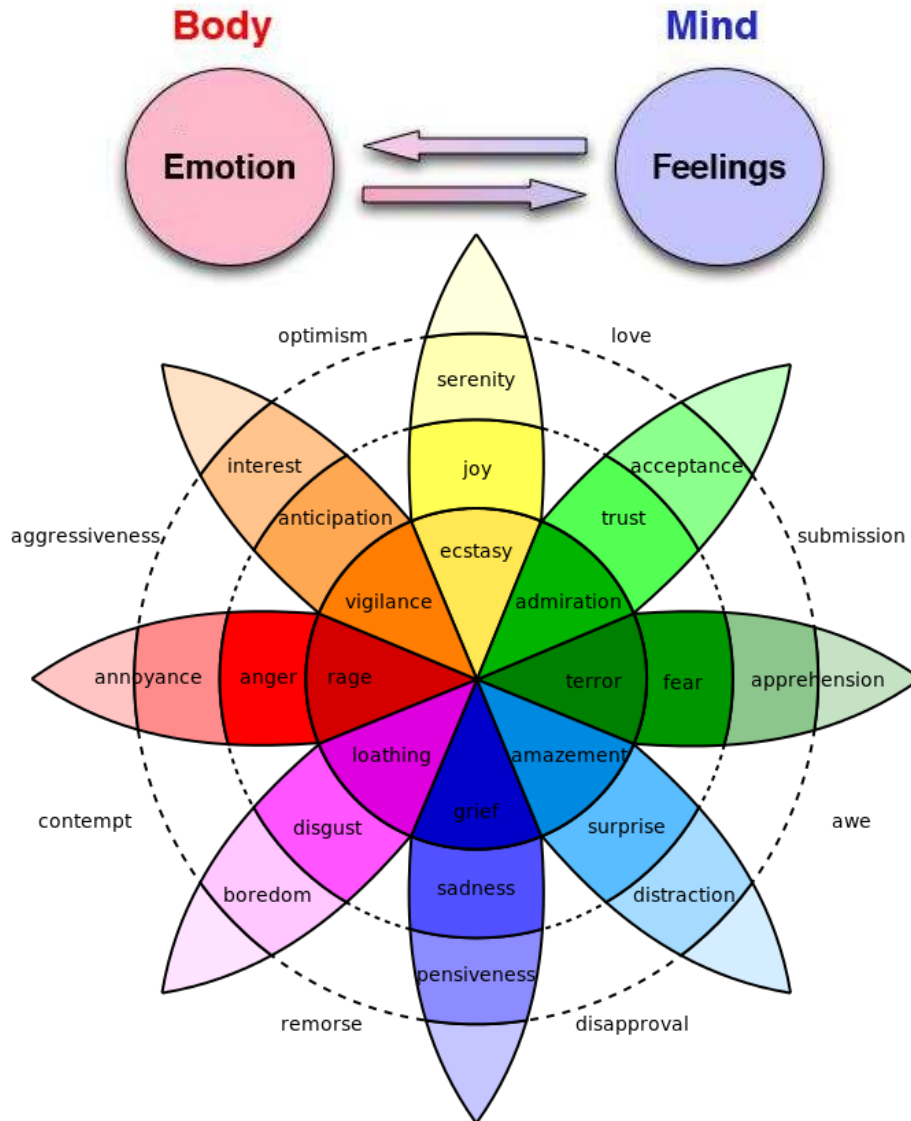 Body Mind
Emotion Feelings
optimism love
serenity
interest joy acceptance
anticipation trust
aggressiveness submission
ecstasy
vigilance admiration
annoyance anger rage terror fear apprehension
loathing amazement
contempt disgust grief surprise awe
boredom sadness distraction
pensiveness
remorse disapproval